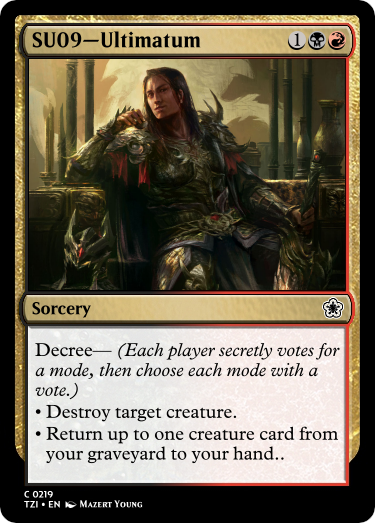 SU09—Ultimatum 1
Sorcery
Decree— (Each player secretly votes for
a mode, then choose each mode with a
vote.)
• Destroy target creature.
• Return up to one creature card from
your graveyard to your hand..
C 0219
TZI • EN Mazert Young